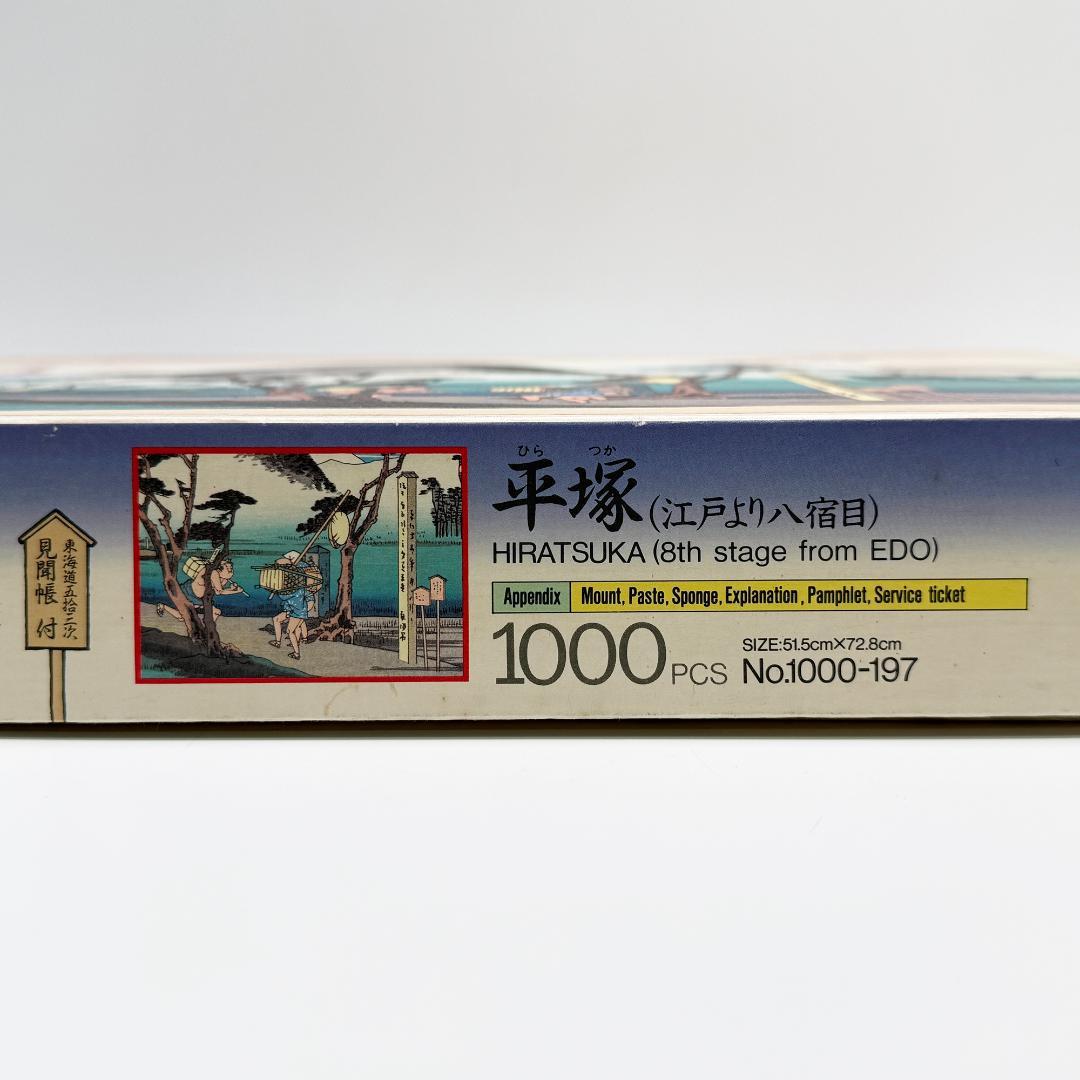 東海道五拾三次
見聞帳付
ひらつか
平塚(江戸より八宿目)
HIRATSUKA (8th stage from EDO)
Appendix Mount, Paste, Sponge, Explanation, Pamphlet, Service ticket
1000 PCS
SIZE:51.5cm×72.8cm
No.1000-197